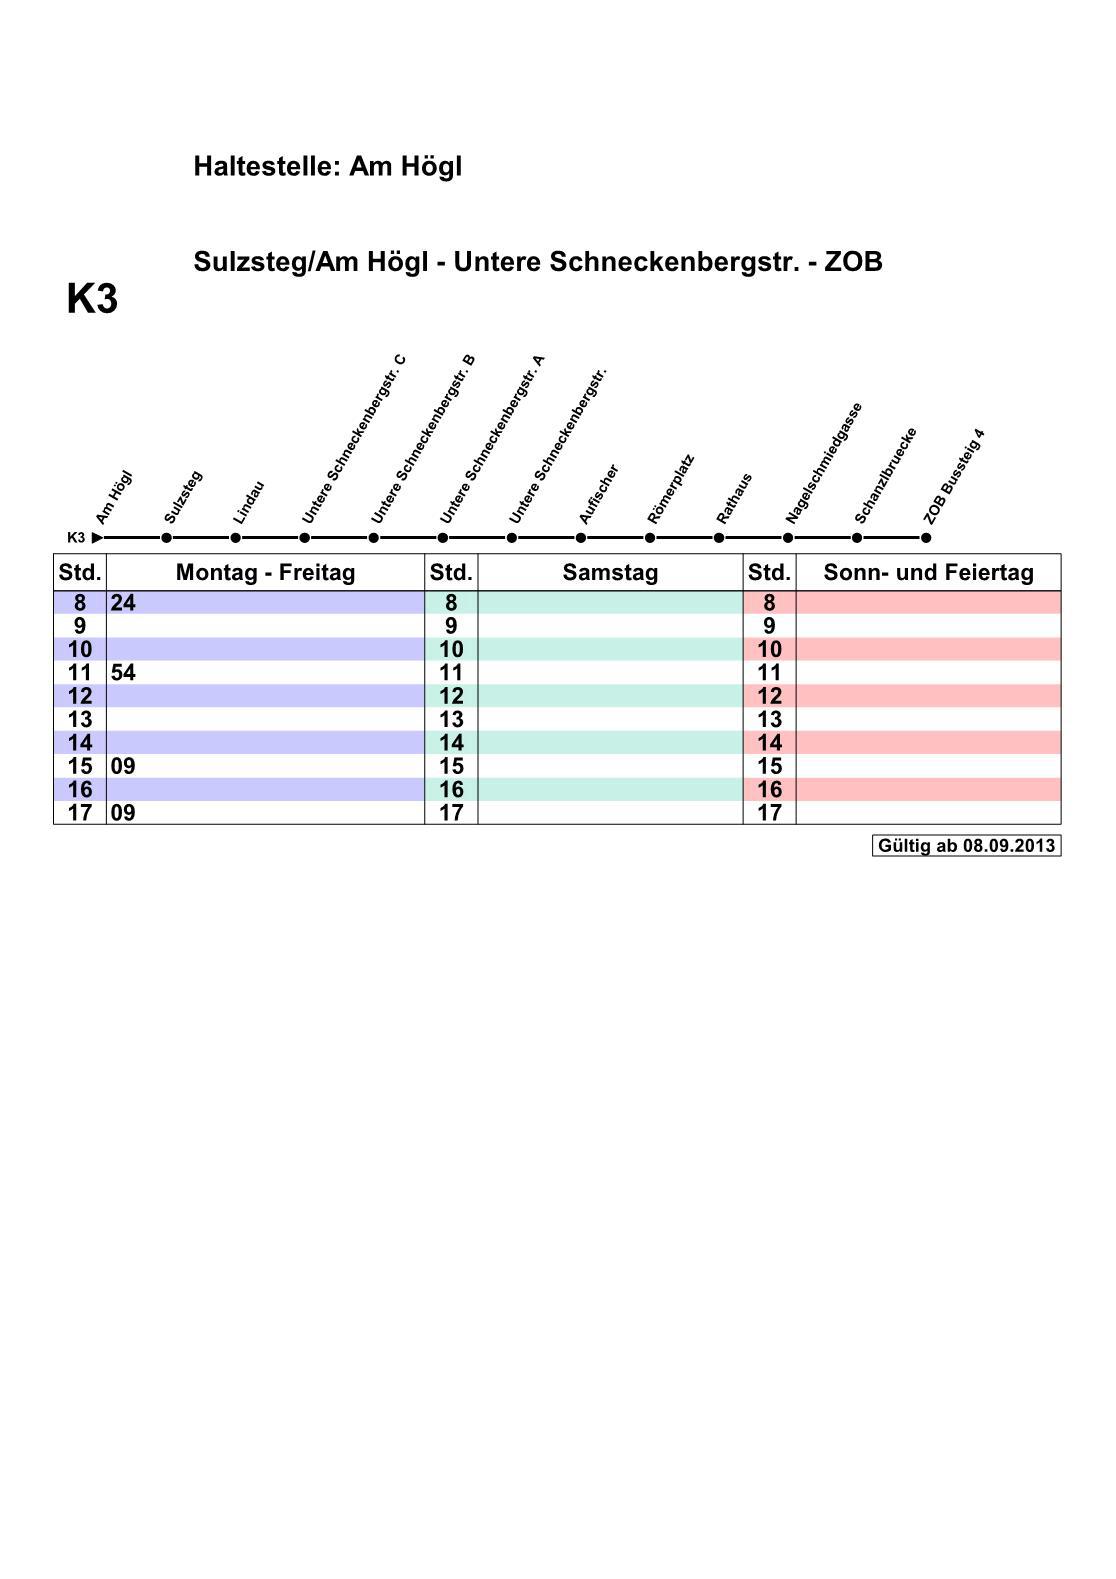 Haltestelle: Am Högl
Sulzsteg/Am Högl - Untere Schneckenbergstr. - ZOB
K3
K3
Am Högl
Sulzsteg
Lindau
Untere Schneckenbergstr. C
Untere Schneckenbergstr. B
Untere Schneckenbergstr. A
Untere Schneckenbergstr.
Aufischer
Römerplatz
Rathaus
Nagelschmiedgasse
Schanzlbruecke
ZOB Bussteig 4
Std. Montag - Freitag Std. Samstag Std. Sonn- und Feiertag
8 24 8 8
9 9 9
10 10 10
11 54 11 11
12 12 12
13 13 13
14 14 14
15 09 15 15
16 16 16
17 09 17 17
Gültig ab 08.09.2013